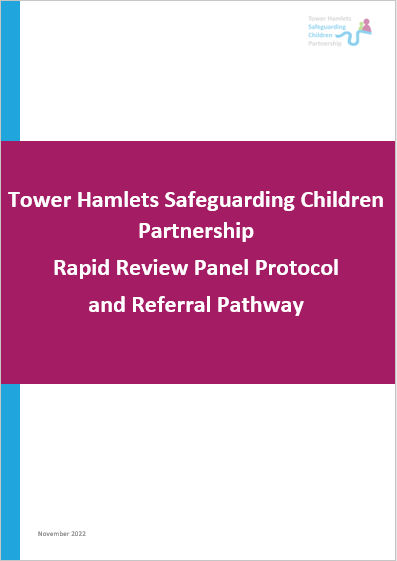 Tower Hamlets
Safeguarding
Children
Partnership
Tower Hamlets Safeguarding Children
Partnership
Rapid Review Panel Protocol
and Referral Pathway
November 2022